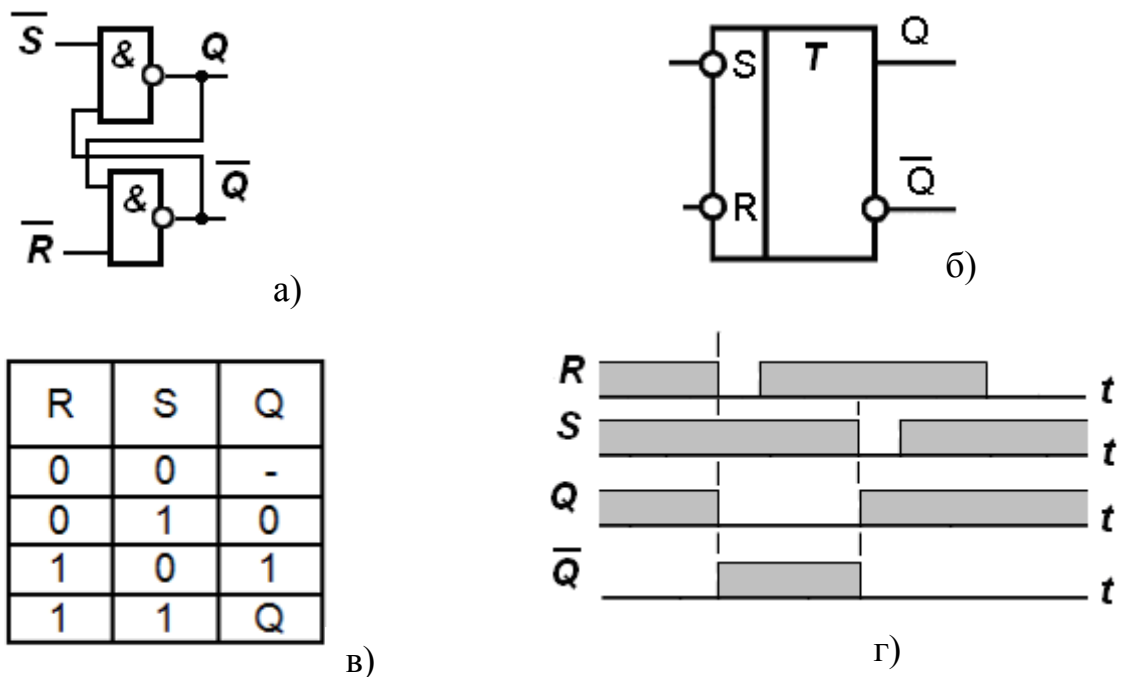 S̅
&
Q
&
Q̅
R̅
а)
S
T
Q
R
Q̅
б)
R S Q
0 0 -
0 1 0
1 0 1
1 1 Q
в)
R t
S t
Q t
Q̅ t
г)